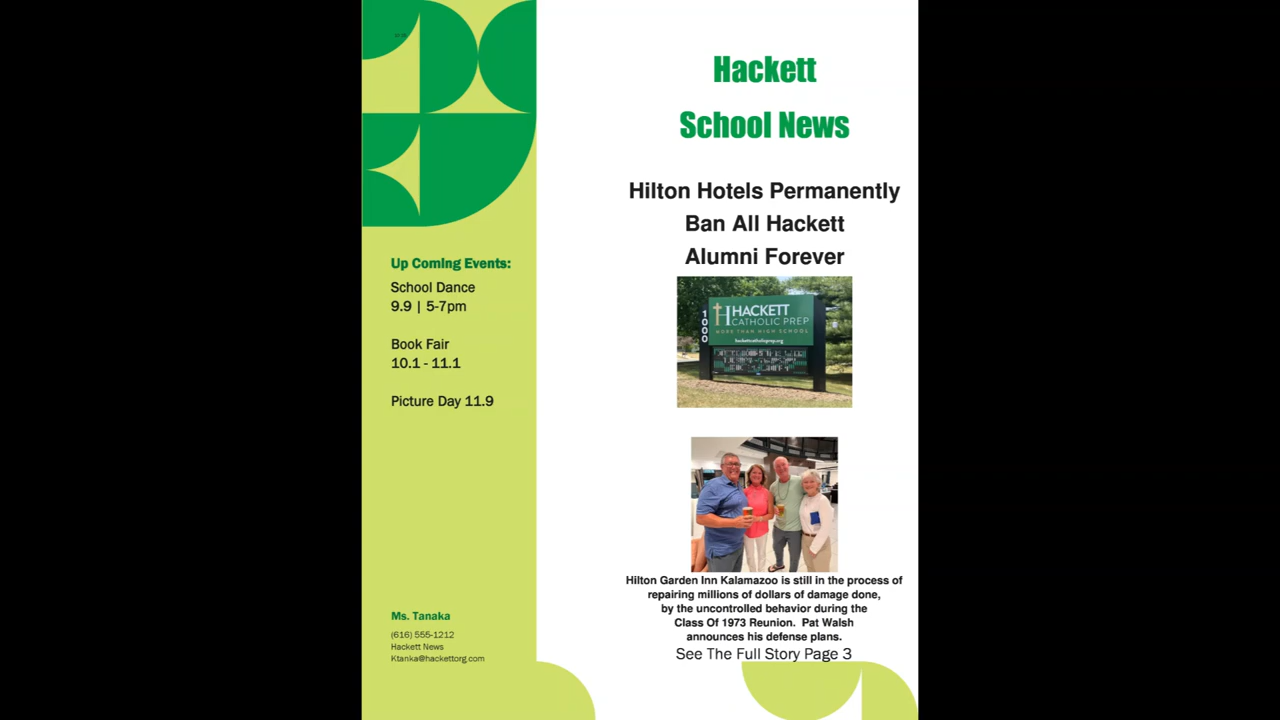 Hackett
School News
Hilton Hotels Permanently
Ban All Hackett
Alumni Forever
1000
HACKETT
CATHOLIC PREP
MORE THAN HIGH SCHOOL
hackettcatholicprep.org
Hilton Garden Inn Kalamazoo is still in the process of
repairing millions of dollars of damage done,
by the uncontrolled behavior during the
Class Of 1973 Reunion. Pat Walsh
announces his defense plans.
See The Full Story Page 3
Up Coming Events:
School Dance
9.9 | 5-7pm
Book Fair
10.1 - 11.1
Picture Day 11.9
Ms. Tanaka
(616) 555-1212
Hackett News
Ktanka@hackettorg.com